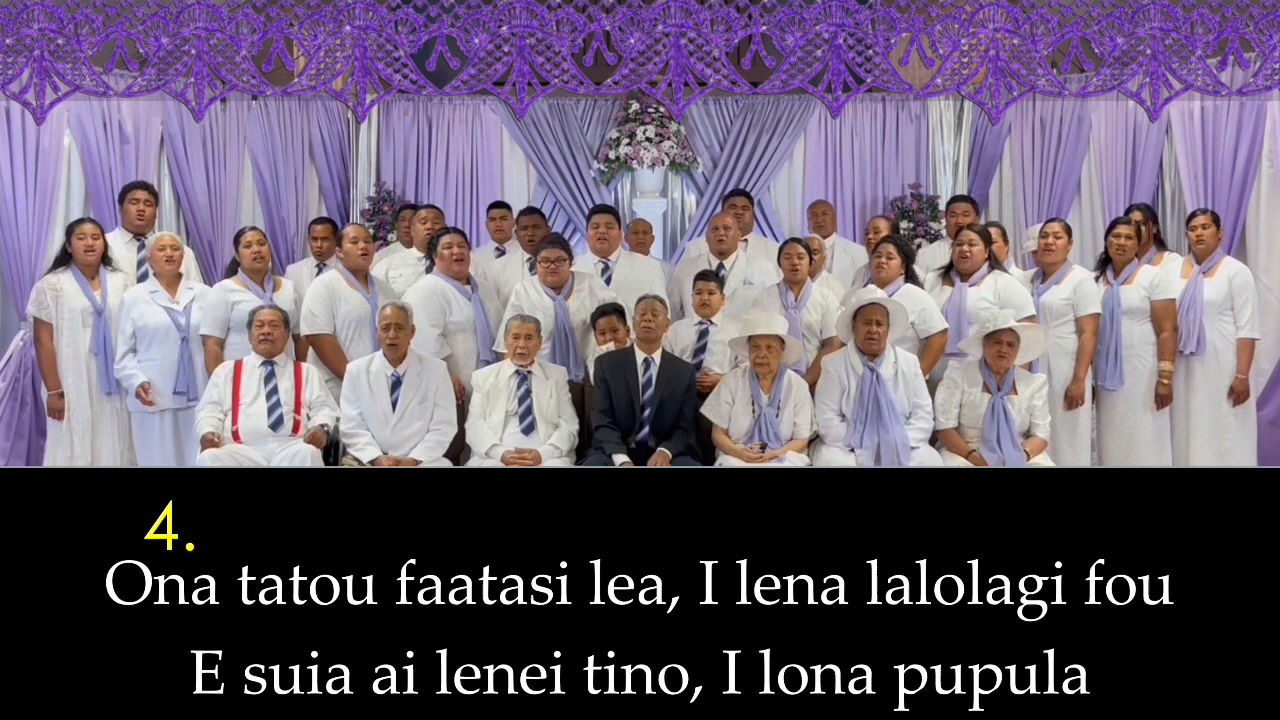 4.
Ona tatou faatasi lea, I lena lalolagi fou
E suia ai lenei tino, I lona pupula